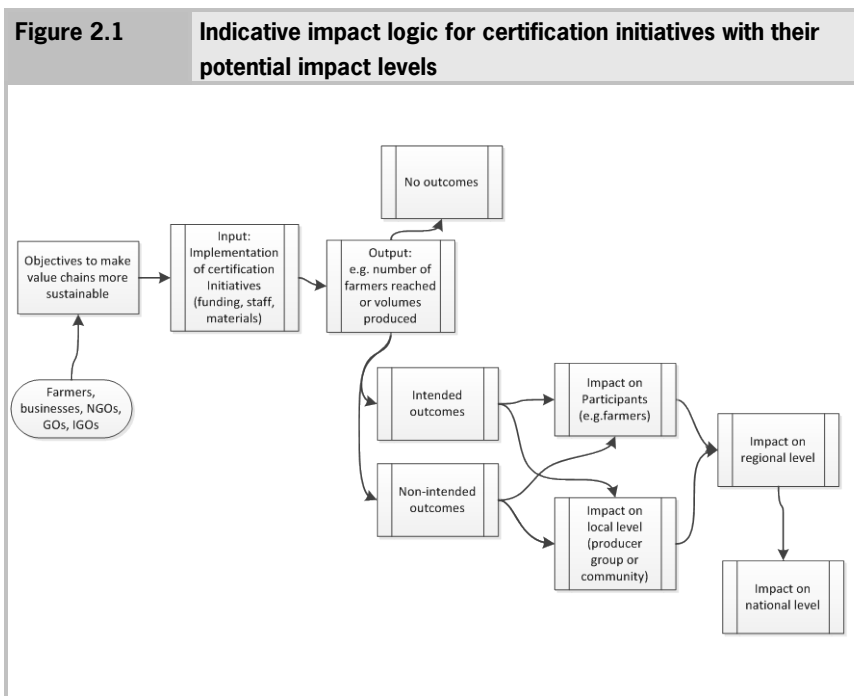 Figure 2.1
Indicative impact logic for certification initiatives with their
potential impact levels
No outcomes
Objectives to make
value chains more
sustainable
Input:
Implementation
of certification
Initiatives
(funding, staff,
materials)
Output:
e.g. number of
farmers reached
or volumes
produced
Farmers,
businesses, NGOs,
GOs, IGOs
Intended
outcomes
Non-intended
outcomes
Impact on
Participants
(e.g.farmers)
Impact on
local level
(producer
group or
community)
Impact on
regional level
Impact on
national level